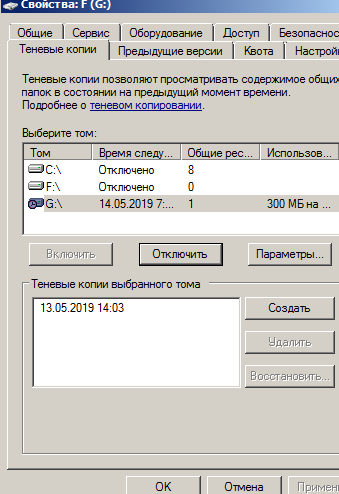 Свойства: F (G:)
Общие Сервис Оборудование Доступ Безопаснос
Теневые копии Предыдущие версии Квота Настрой
Теневые копии позволяют просматривать содержимое общих
папок в состоянии на предыдущий момент времени.
Подробнее о теневом копировании.
Выберите том:
Том Время следу... Общие рес... Использов...
C:\ Отключено 8
F:\ Отключено 0
G:\ 14.05.2019 7:... 1 300 МБ на ...
Включить Отключить Параметры...
Теневые копии выбранного тома
13.05.2019 14:03
Создать
Удалить
Восстановить...
OK Отмена Примени